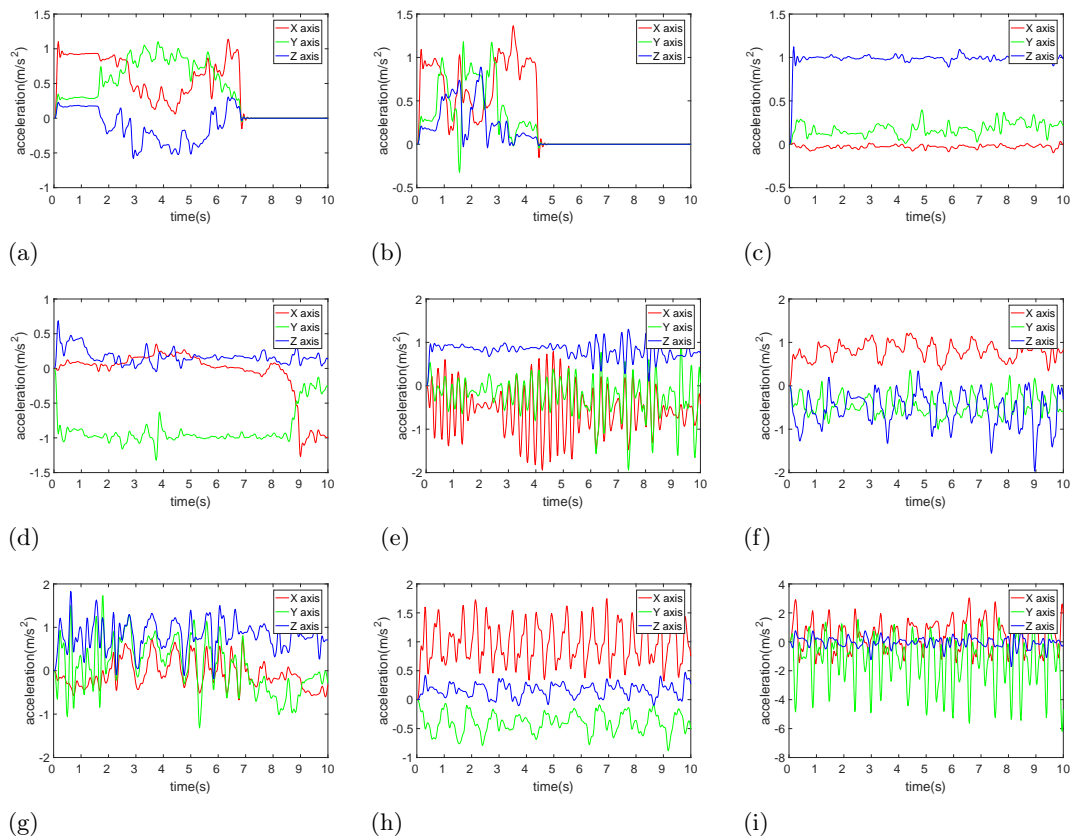 1.5
1
0.5
0
-0.5
-1
acceleration(m/s²)
0 1 2 3 4 5 6 7 8 9 10
time(s)
X axis
Y axis
Z axis
(a)
1.5
1
0.5
0
-0.5
acceleration(m/s²)
0 1 2 3 4 5 6 7 8 9 10
time(s)
X axis
Y axis
Z axis
(b)
1.5
1
0.5
0
-0.5
acceleration(m/s²)
0 1 2 3 4 5 6 7 8 9 10
time(s)
X axis
Y axis
Z axis
(c)
1
0.5
0
-0.5
-1
-1.5
acceleration(m/s²)
0 1 2 3 4 5 6 7 8 9 10
time(s)
X axis
Y axis
Z axis
(d)
2
1
0
-1
-2
acceleration(m/s²)
0 1 2 3 4 5 6 7 8 9 10
time(s)
X axis
Y axis
Z axis
(e)
2
1
0
-1
-2
acceleration(m/s²)
0 1 2 3 4 5 6 7 8 9 10
time(s)
X axis
Y axis
Z axis
(f)
2
1
0
-1
-2
acceleration(m/s²)
0 1 2 3 4 5 6 7 8 9 10
time(s)
X axis
Y axis
Z axis
(g)
2
1.5
1
0.5
0
-0.5
-1
acceleration(m/s²)
0 1 2 3 4 5 6 7 8 9 10
time(s)
X axis
Y axis
Z axis
(h)
4
2
0
-2
-4
-6
-8
acceleration(m/s²)
0 1 2 3 4 5 6 7 8 9 10
time(s)
X axis
Y axis
Z axis
(i)